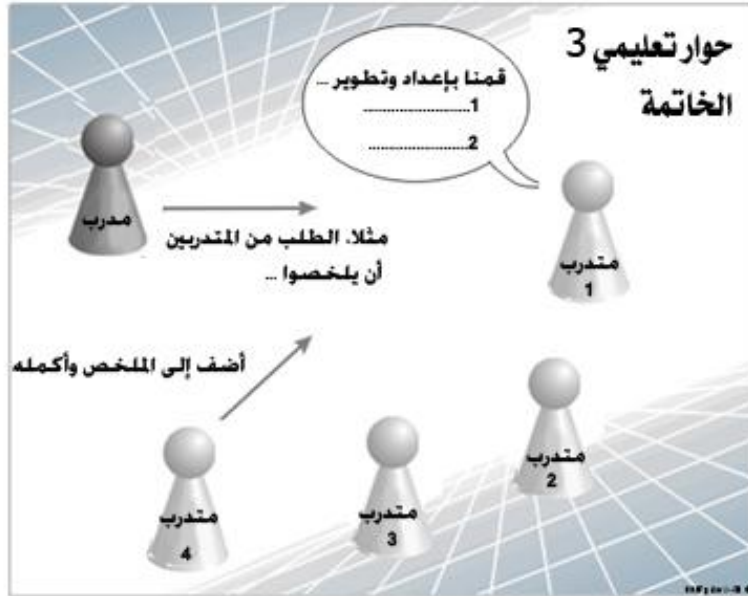 حوار تعليمي 3
الخاتمة
قمنا بإعداد وتطوير ...
1........................
2........................
مدرب
مثلا، الطلب من المتدربين
أن يلخصوا ...
متدرب
1
أضف إلى الملخص وأكمله
متدرب
2
متدرب
3
متدرب
4